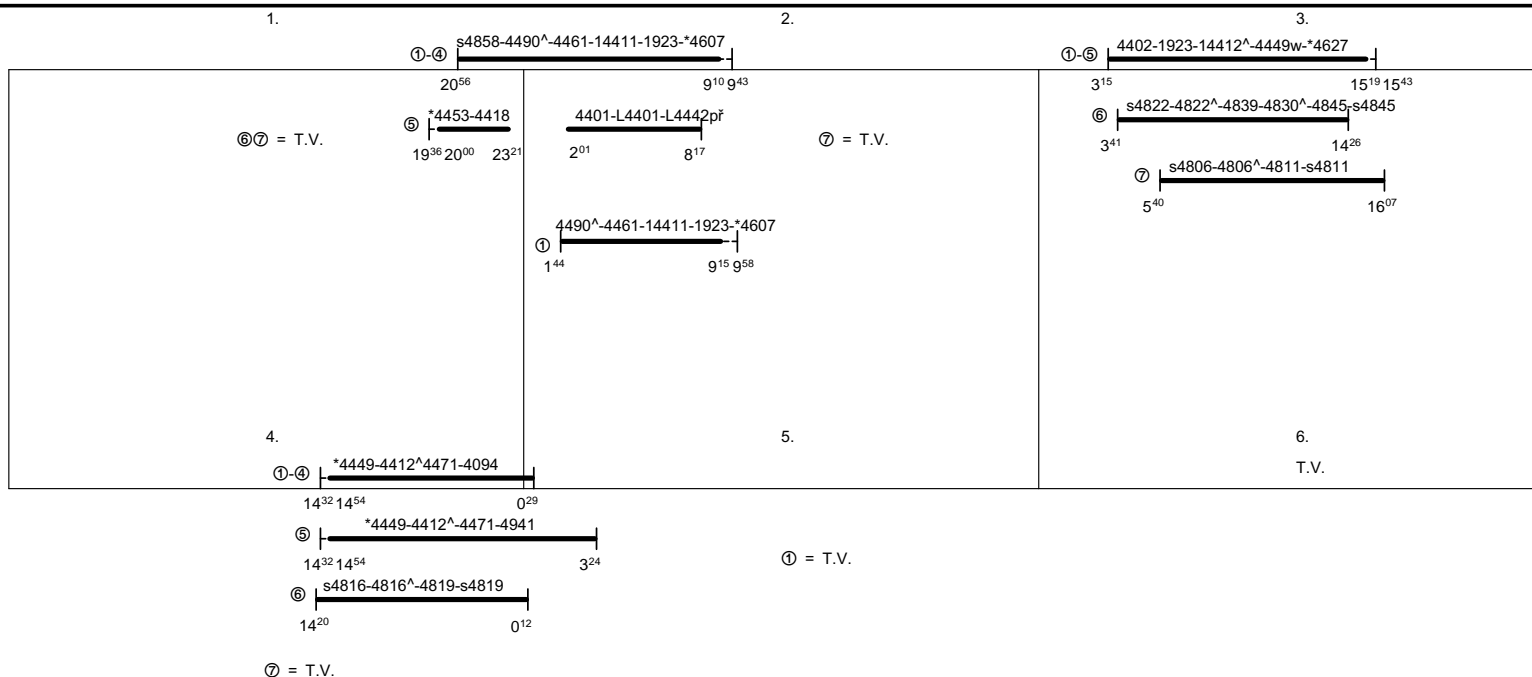 1. 2. 3.
①-④ s4858-4490^-4461-14411-1923-*4607 ①-⑤ 4402-1923-14412^-4449w-*4627
20⁵⁶ 9¹⁰ 9⁴³ 3¹⁵ 15¹⁹ 15⁴³
⑤ *4453-4418 4401-L4401-L4442př ⑥ s4822-4822^-4839-4830^-4845-s4845
⑥⑦ = T.V. 19³⁶ 20⁰⁰ 23²¹ 2⁰¹ 8¹⁷ ⑦ = T.V. 3⁴¹ 14²⁶
⑦ s4806-4806^-4811-s4811
5⁴⁰ 16⁰⁷
① 4490^-4461-14411-1923-*4607
1⁴⁴ 9¹⁵ 9⁵⁸
4. 5. 6.
①-④ *4449-4412^4471-4094 T.V.
14³² 14⁵⁴ 0²⁹
⑤ *4449-4412^-4471-4941
14³² 14⁵⁴ 3²⁴ ① = T.V.
⑥ s4816-4816^-4819-s4819
14²⁰ 0¹²
⑦ = T.V.